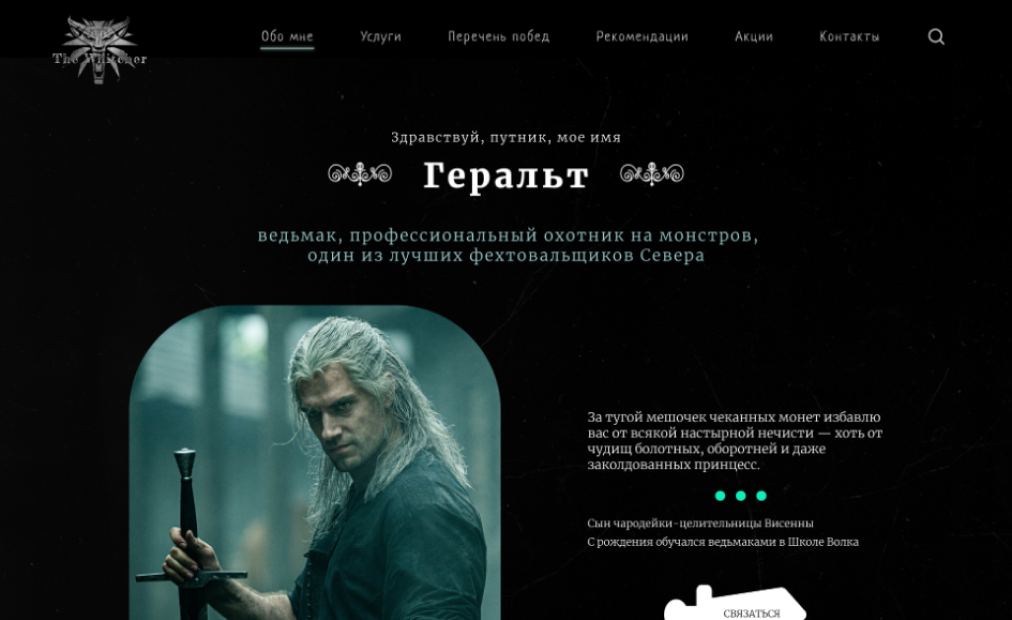 The Whitcher
Обо мне
Услуги
Перечень побед
Рекомендации
Акции
Контакты
Здравствуй, путник, мое имя
Геральт
ведьмак, профессиональный охотник на монстров,
один из лучших фехтовальщиков Севера
За тугой мешочек чеканных монет избавлю
вас от всякой настырной нечисти — хоть от
чудищ болотных, оборотней и даже
заколдованных принцесс.
Сын чародейки-целительницы Висенны
С рождения обучался ведьмаками в Школе Волка
СВЯЗАТЬСЯ